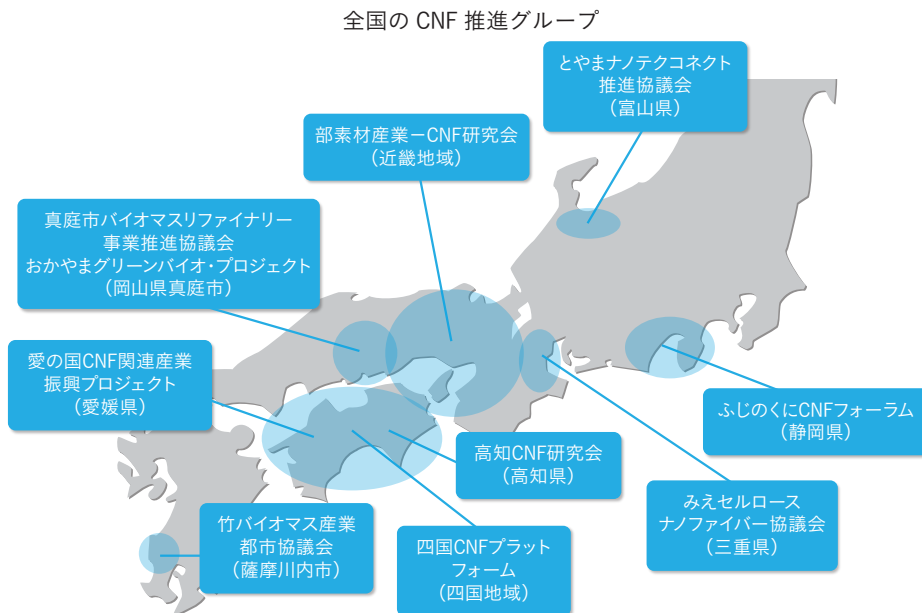 全国の CNF 推進グループ
とやまナノテクコネクト
推進協議会
(富山県)
部素材産業－CNF研究会
(近畿地域)
真庭市バイオマスリファイナリー
事業推進協議会
おかやまグリーンバイオ・プロジェクト
(岡山県真庭市)
愛の国CNF関連産業
振興プロジェクト
(愛媛県)
ふじのくにCNFフォーラム
(静岡県)
高知CNF研究会
(高知県)
みえセルロース
ナノファイバー協議会
(三重県)
竹バイオマス産業
都市協議会
(薩摩川内市)
四国CNFプラット
フォーム
(四国地域)